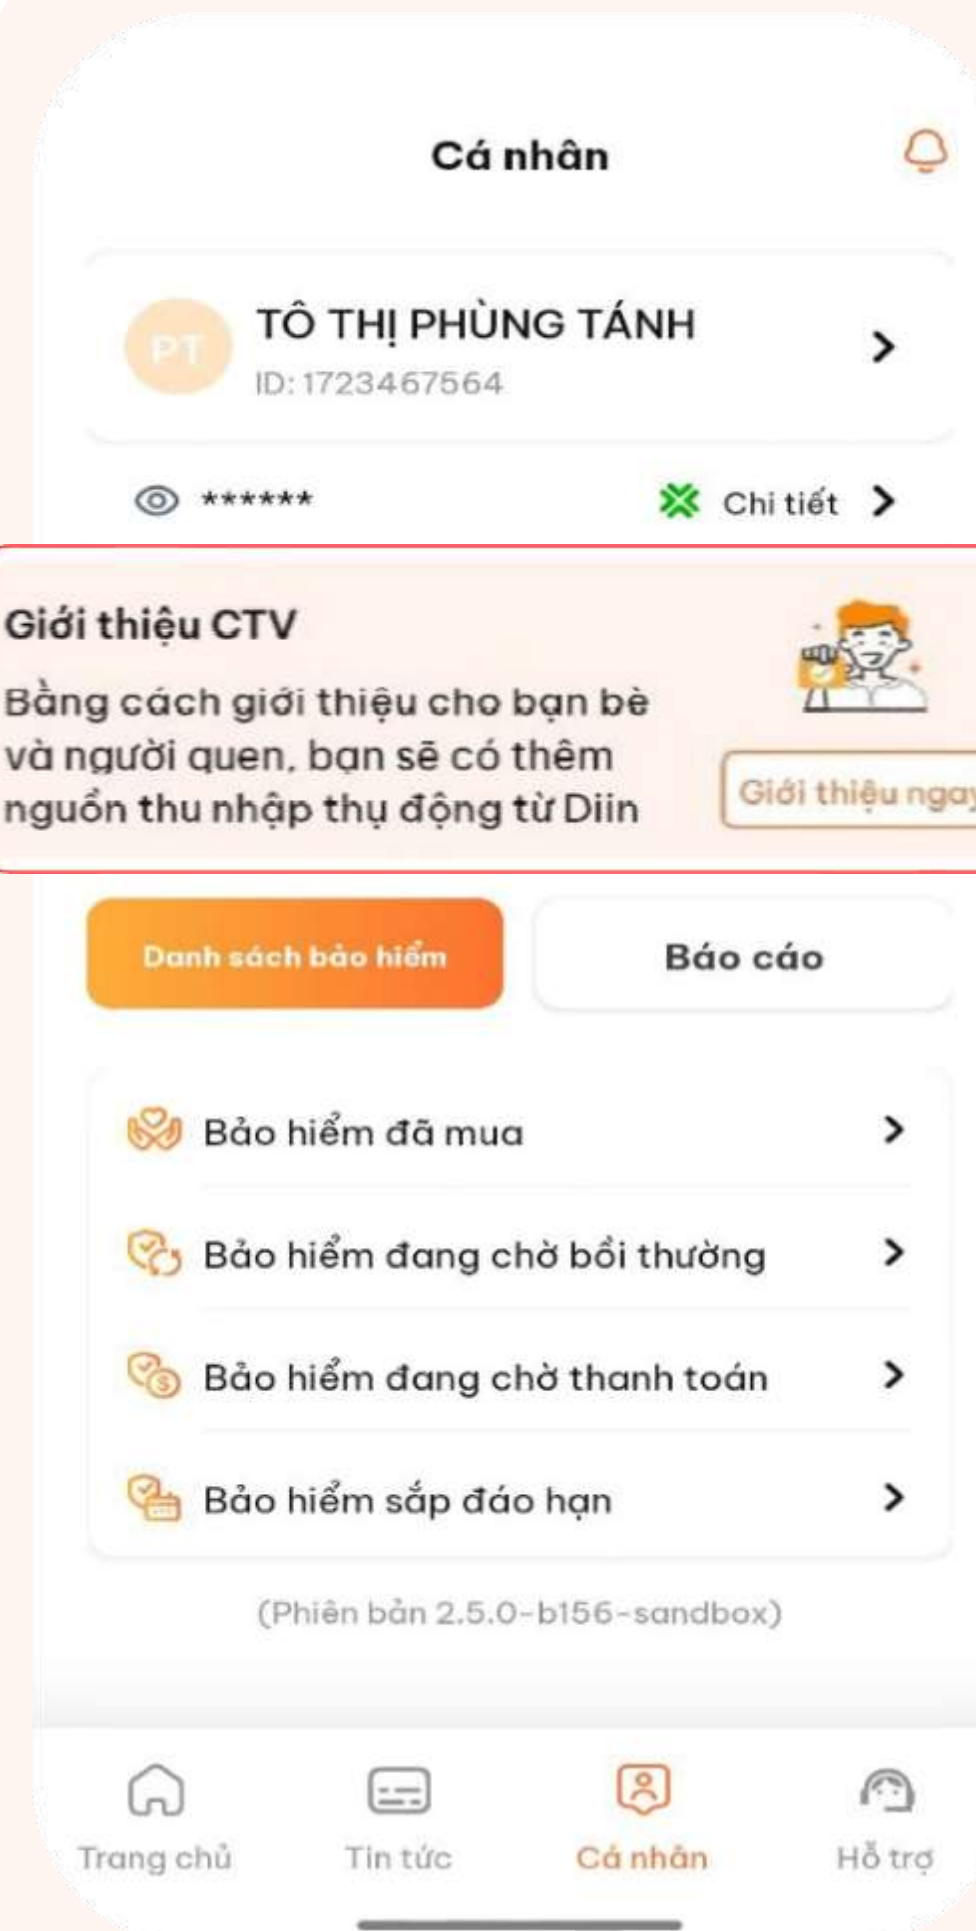 Cá nhân
PT
TÔ THỊ PHÙNG TÁNH
ID: 1723467564
******
Chi tiết
Giới thiệu CTV
Bằng cách giới thiệu cho bạn bè
và người quen, bạn sẽ có thêm
nguồn thu nhập thụ động từ Diin
Giới thiệu ngay
Danh sách bảo hiểm
Báo cáo
Bảo hiểm đã mua
Bảo hiểm đang chờ bồi thường
Bảo hiểm đang chờ thanh toán
Bảo hiểm sắp đáo hạn
(Phiên bản 2.5.0-b156-sandbox)
Trang chủ
Tin tức
Cá nhân
Hỗ trợ